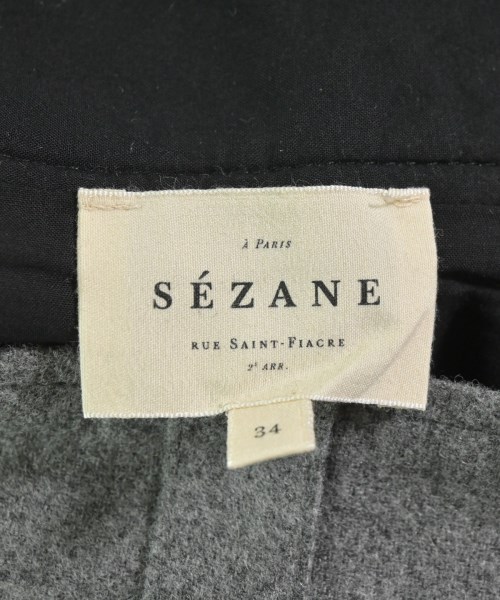 À PARIS
SÉZANE
RUE SAINT-FIACRE
2e ARR.
34